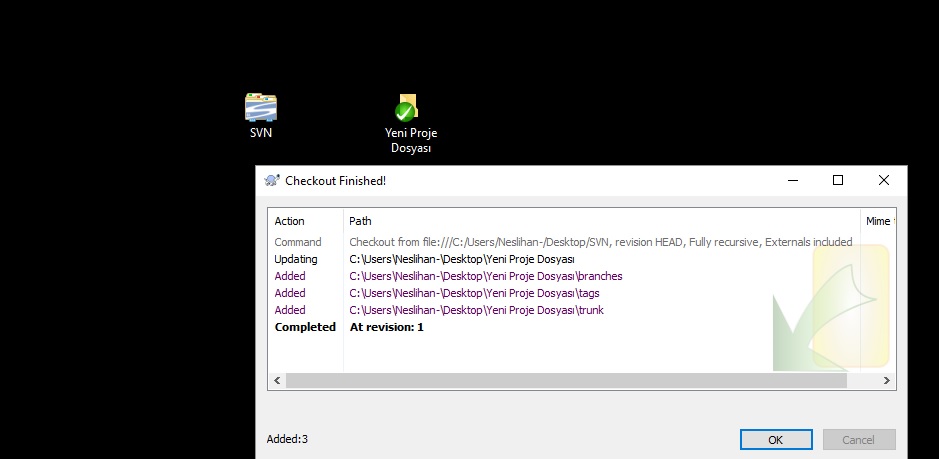 SVN
Yeni Proje
Dosyası
Checkout Finished!
Action Path Mime
Command Checkout from file:///C:/Users/Neslihan-/Desktop/SVN, revision HEAD, Fully recursive, Externals included
Updating C:\Users\Neslihan-\Desktop\Yeni Proje Dosyası
Added C:\Users\Neslihan-\Desktop\Yeni Proje Dosyası\branches
Added C:\Users\Neslihan-\Desktop\Yeni Proje Dosyası\tags
Added C:\Users\Neslihan-\Desktop\Yeni Proje Dosyası\trunk
Completed At revision: 1
Added:3
OK
Cancel